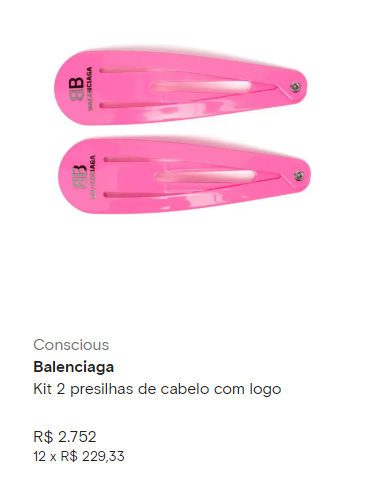 BB
BALENCIAGA
BB
BALENCIAGA
Conscious
Balenciaga
Kit 2 presilhas de cabelo com logo
R$ 2.752
12 x R$ 229,33